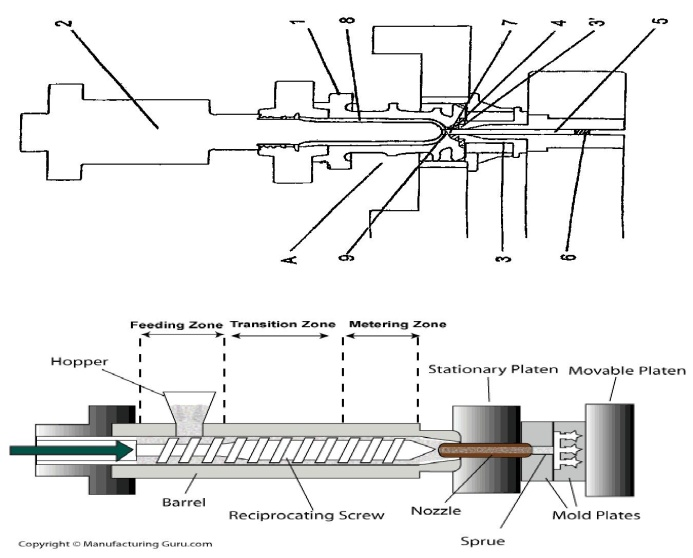 2 1 8 7 4 3' 5
A 9 3 6
Feeding Zone Transition Zone Metering Zone
Hopper
Stationary Platen Movable Platen
Barrel
Reciprocating Screw
Nozzle
Mold Plates
Sprue
Copyright © Manufacturing Guru.com